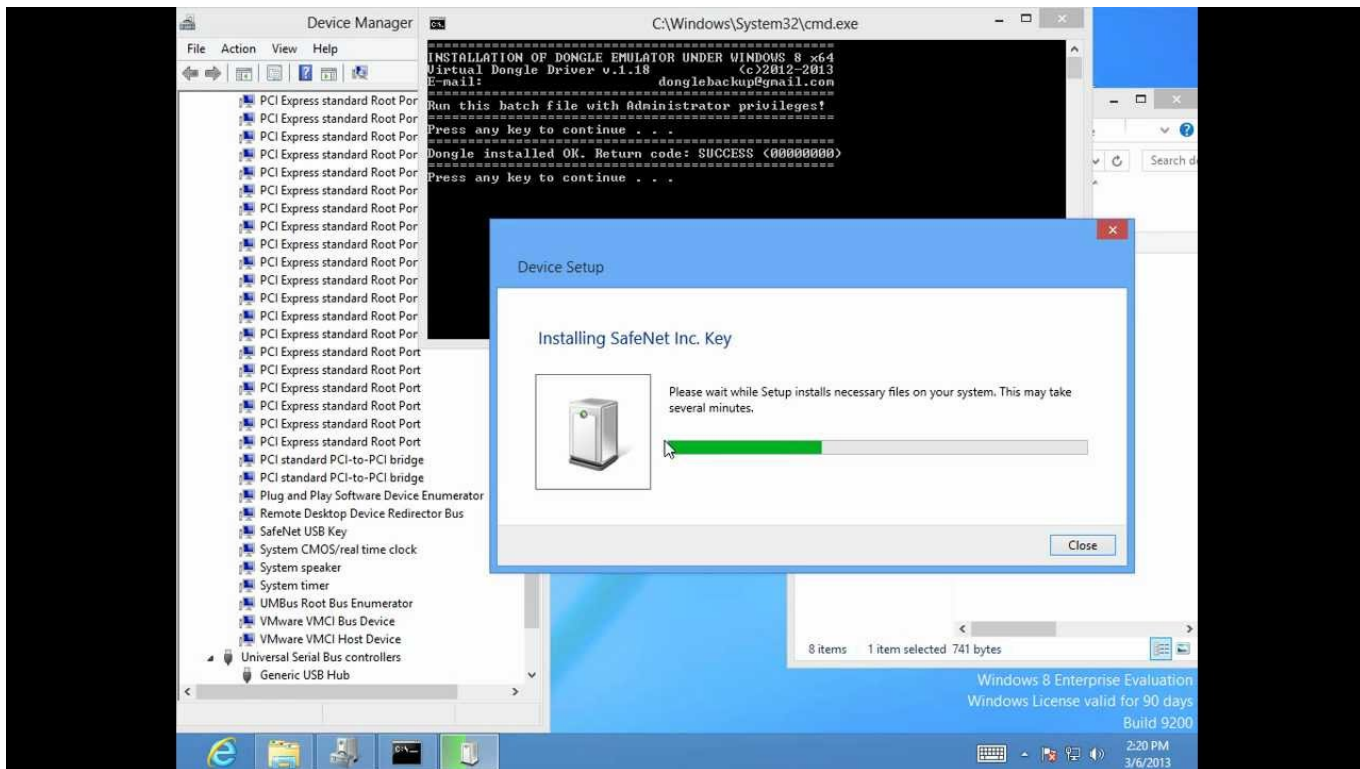 Device Manager
File Action View Help
PCI Express standard Root Por
PCI Express standard Root Por
PCI Express standard Root Por
PCI Express standard Root Por
PCI Express standard Root Por
PCI Express standard Root Por
PCI Express standard Root Por
PCI Express standard Root Por
PCI Express standard Root Por
PCI Express standard Root Por
PCI Express standard Root Por
PCI Express standard Root Por
PCI Express standard Root Por
PCI Express standard Root Por
PCI Express standard Root Port
PCI Express standard Root Port
PCI Express standard Root Port
PCI Express standard Root Port
PCI Express standard Root Port
PCI Express standard Root Port
PCI standard PCI-to-PCI bridge
PCI standard PCI-to-PCI bridge
Plug and Play Software Device Enumerator
Remote Desktop Device Redirector Bus
SafeNet USB Key
System CMOS/real time clock
System speaker
System timer
UMBus Root Bus Enumerator
VMware VMCI Bus Device
VMware VMCI Host Device
Universal Serial Bus controllers
Generic USB Hub
C:\Windows\System32\cmd.exe
INSTALLATION OF DONGLE EMULATOR UNDER WINDOWS 8 x64
Virtual Dongle Driver v.1.18 (c)2012-2013
E-mail: donglebackup@gmail.com
Run this batch file with Administrator privileges!
Press any key to continue . . .
Dongle installed OK. Return code: SUCCESS (00000000)
Press any key to continue . . .
Search d
Device Setup
Installing SafeNet Inc. Key
Please wait while Setup installs necessary files on your system. This may take
several minutes.
Close
8 items 1 item selected 741 bytes
Windows 8 Enterprise Evaluation
Windows License valid for 90 days
Build 9200
2:20 PM
3/6/2013